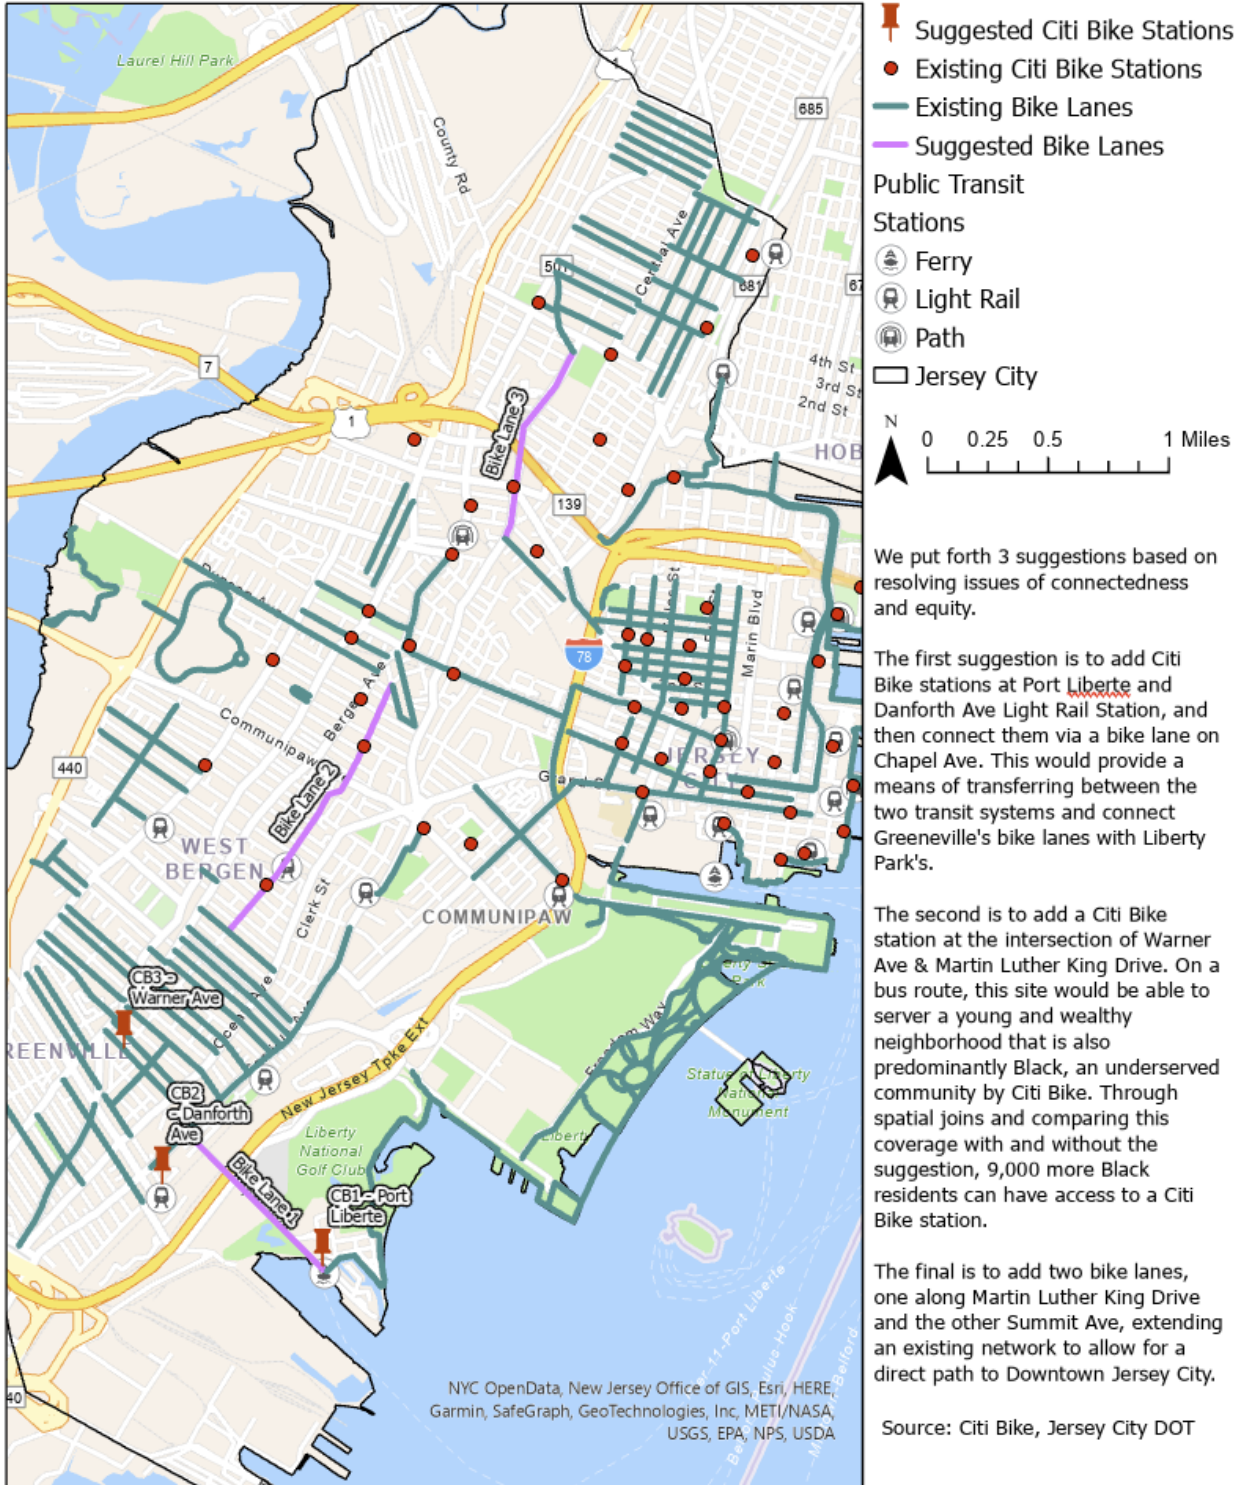 Laurel Hill Park
1
685
County Rd
Central Ave
501
681
67
7
4th St
3rd St
2nd St
1
Bike Lane 3
HOB
139
78
Marin Blvd
Berge Ave
Communipaw
440
Bike Lane 2
JERSEY
Grand
WEST
BERGEN
Clerk St
COMMUNIPAW
CB3 -
Warner Ave
Ocean Ave
REENVILLE
Freedom Way
Park
New Jersey Tpke Ext
Statue of Liberty
National
Monument
CB2
- Danforth
Ave
Liberty
National
Golf Club
Liberty
Bike Lane 1
CB1 - Port
Liberte
40
NYC OpenData, New Jersey Office of GIS, Esri, HERE,
Garmin, SafeGraph, GeoTechnologies, Inc, METI/NASA,
USGS, EPA, NPS, USDA
Suggested Citi Bike Stations
Existing Citi Bike Stations
Existing Bike Lanes
Suggested Bike Lanes
Public Transit
Stations
Ferry
Light Rail
Path
Jersey City
N
0 0.25 0.5 1 Miles
We put forth 3 suggestions based on
resolving issues of connectedness
and equity.
The first suggestion is to add Citi
Bike stations at Port Liberte and
Danforth Ave Light Rail Station, and
then connect them via a bike lane on
Chapel Ave. This would provide a
means of transferring between the
two transit systems and connect
Greeneville's bike lanes with Liberty
Park's.
The second is to add a Citi Bike
station at the intersection of Warner
Ave & Martin Luther King Drive. On a
bus route, this site would be able to
server a young and wealthy
neighborhood that is also
predominantly Black, an underserved
community by Citi Bike. Through
spatial joins and comparing this
coverage with and without the
suggestion, 9,000 more Black
residents can have access to a Citi
Bike station.
The final is to add two bike lanes,
one along Martin Luther King Drive
and the other Summit Ave, extending
an existing network to allow for a
direct path to Downtown Jersey City.
Source: Citi Bike, Jersey City DOT